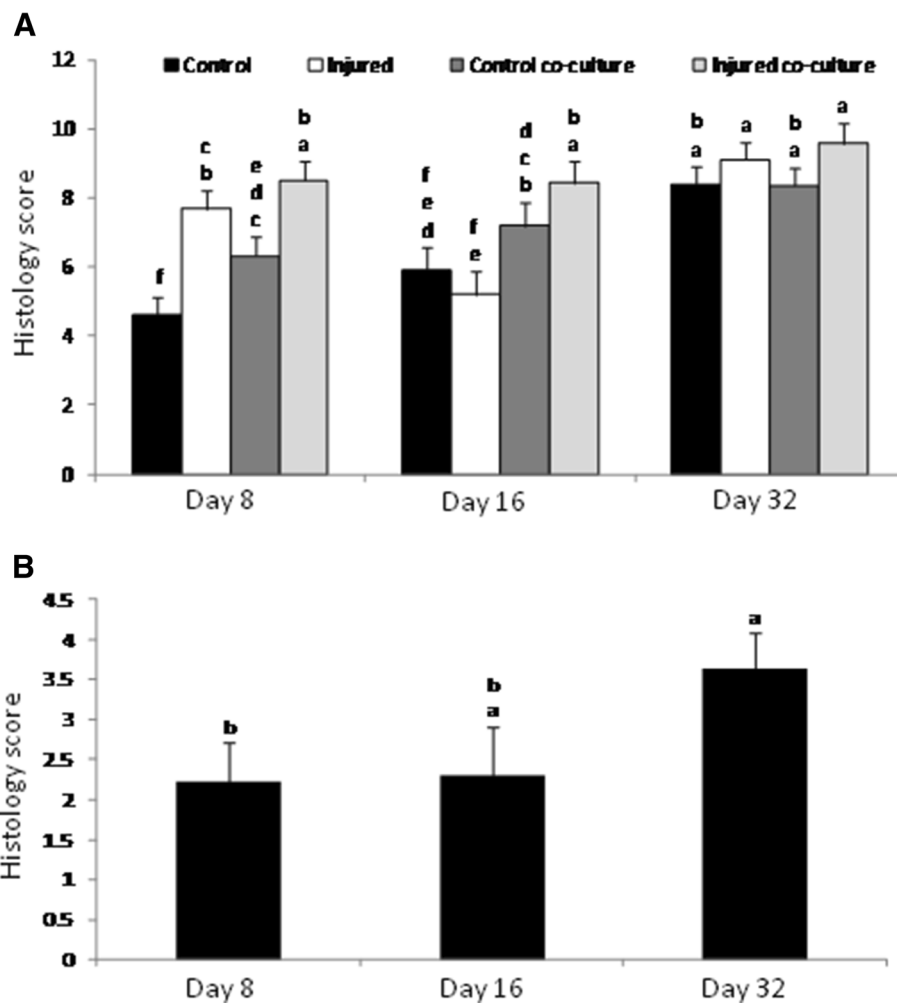 A
12
10
8
6
4
2
0
Histology score
Control Injured Control co-culture Injured co-culture
f
c
b
e
d
c
b
a
f
e
d
f
e
d
c
b
b
a
b
a
a
b
a
a
Day 8 Day 16 Day 32
B
4.5
4
3.5
3
2.5
2
1.5
1
0.5
0
Histology score
b
b
a
a
Day 8 Day 16 Day 32